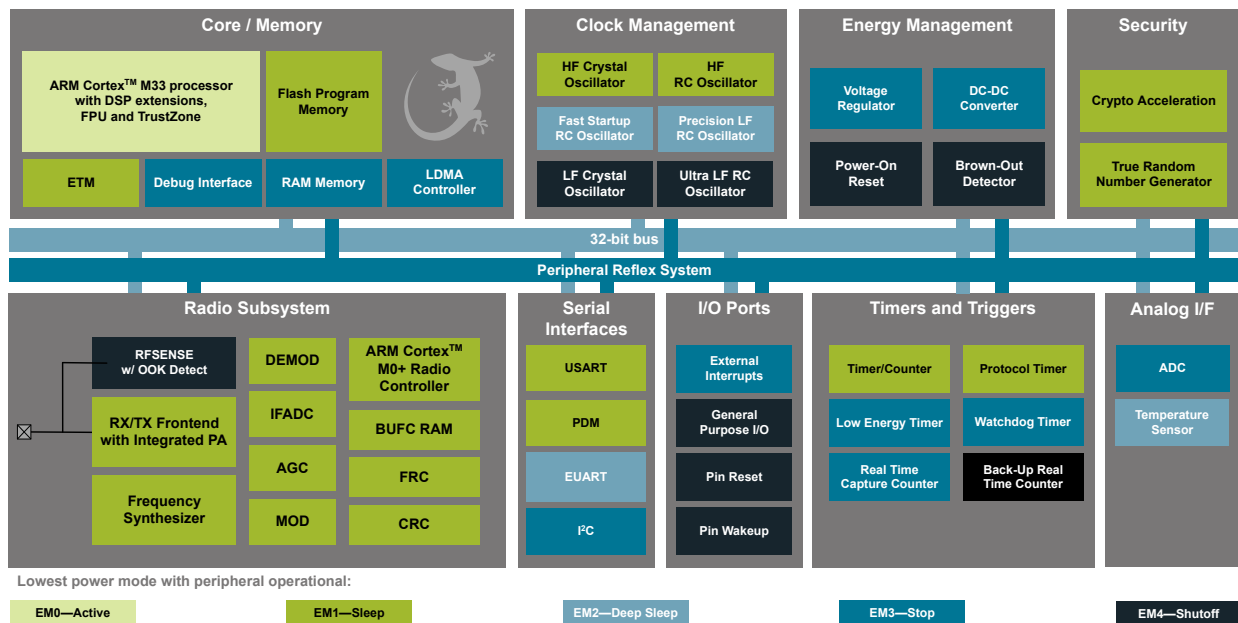 Core / Memory
ARM Cortex™ M33 processor
with DSP extensions,
FPU and TrustZone
Flash Program
Memory
ETM
Debug Interface
RAM Memory
LDMA
Controller
Clock Management
HF Crystal
Oscillator
HF
RC Oscillator
Fast Startup
RC Oscillator
Precision LF
RC Oscillator
LF Crystal
Oscillator
Ultra LF RC
Oscillator
Energy Management
Voltage
Regulator
DC-DC
Converter
Power-On
Reset
Brown-Out
Detector
Security
Crypto Acceleration
True Random
Number Generator
32-bit bus
Peripheral Reflex System
Radio Subsystem
RFSENSE
w/ OOK Detect
RX/TX Frontend
with Integrated PA
Frequency
Synthesizer
DEMOD
IFADC
AGC
MOD
ARM Cortex™
M0+ Radio
Controller
BUFC RAM
FRC
CRC
Serial
Interfaces
USART
PDM
EUART
I²C
I/O Ports
External
Interrupts
General
Purpose I/O
Pin Reset
Pin Wakeup
Timers and Triggers
Timer/Counter
Protocol Timer
Low Energy Timer
Watchdog Timer
Real Time
Capture Counter
Back-Up Real
Time Counter
Analog I/F
ADC
Temperature
Sensor
Lowest power mode with peripheral operational:
EM0—Active
EM1—Sleep
EM2—Deep Sleep
EM3—Stop
EM4—Shutoff